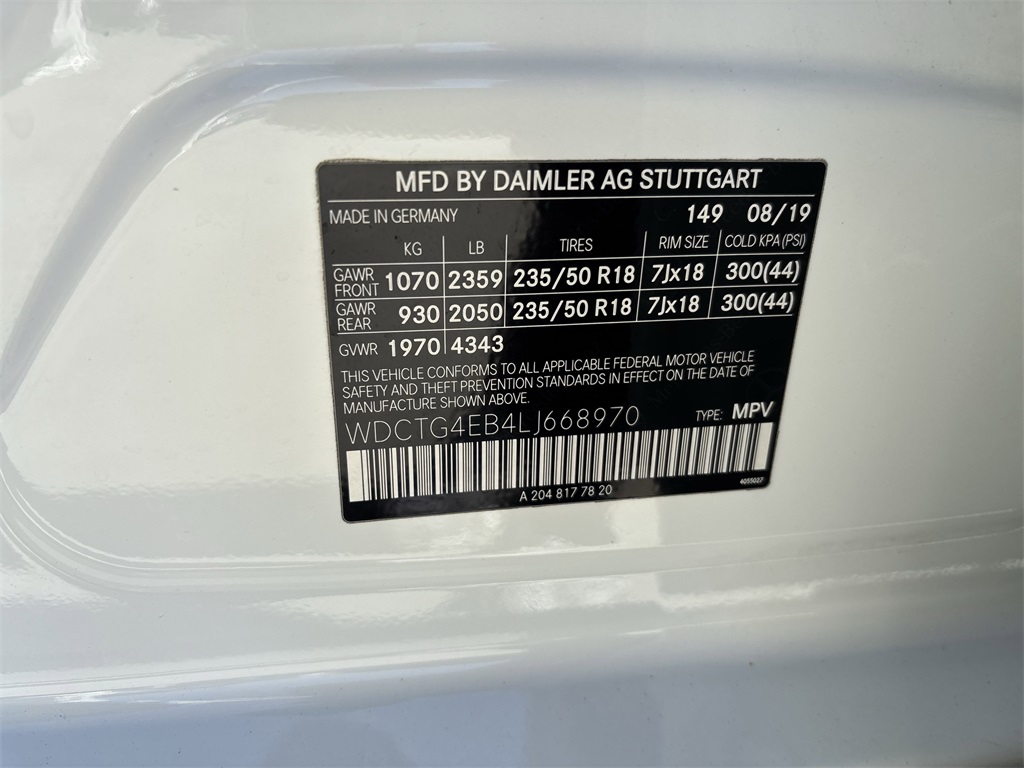 MFD BY DAIMLER AG STUTTGART
MADE IN GERMANY 149 08/19
KG LB TIRES RIM SIZE COLD KPA (PSI)
GAWR FRONT 1070 2359 235/50 R18 7Jx18 300(44)
GAWR REAR 930 2050 235/50 R18 7Jx18 300(44)
GVWR 1970 4343
THIS VEHICLE CONFORMS TO ALL APPLICABLE FEDERAL MOTOR VEHICLE
SAFETY AND THEFT PREVENTION STANDARDS IN EFFECT ON THE DATE OF
MANUFACTURE SHOWN ABOVE.
WDCTG4EB4LJ668970 TYPE: MPV
A 204 817 78 20 4055027